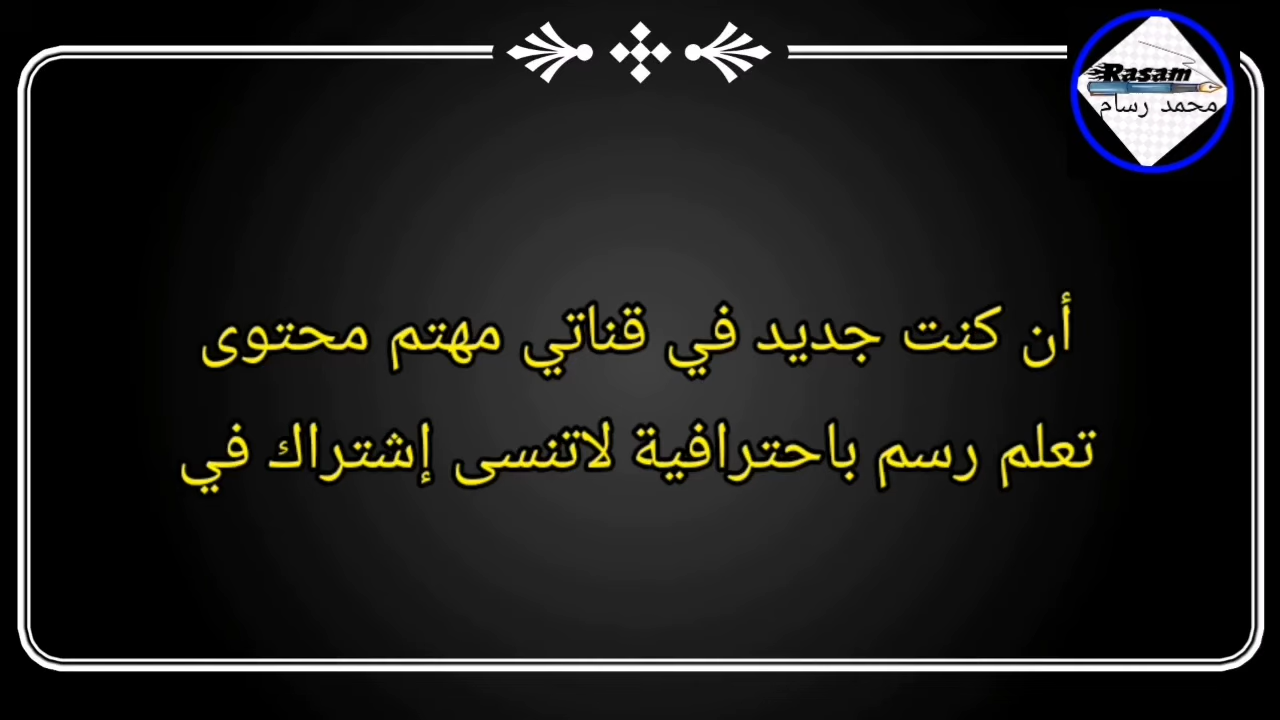 Rasam
محمد رسام
أن كنت جديد في قناتي مهتم محتوى
تعلم رسم باحترافية لاتنسى إشتراك في